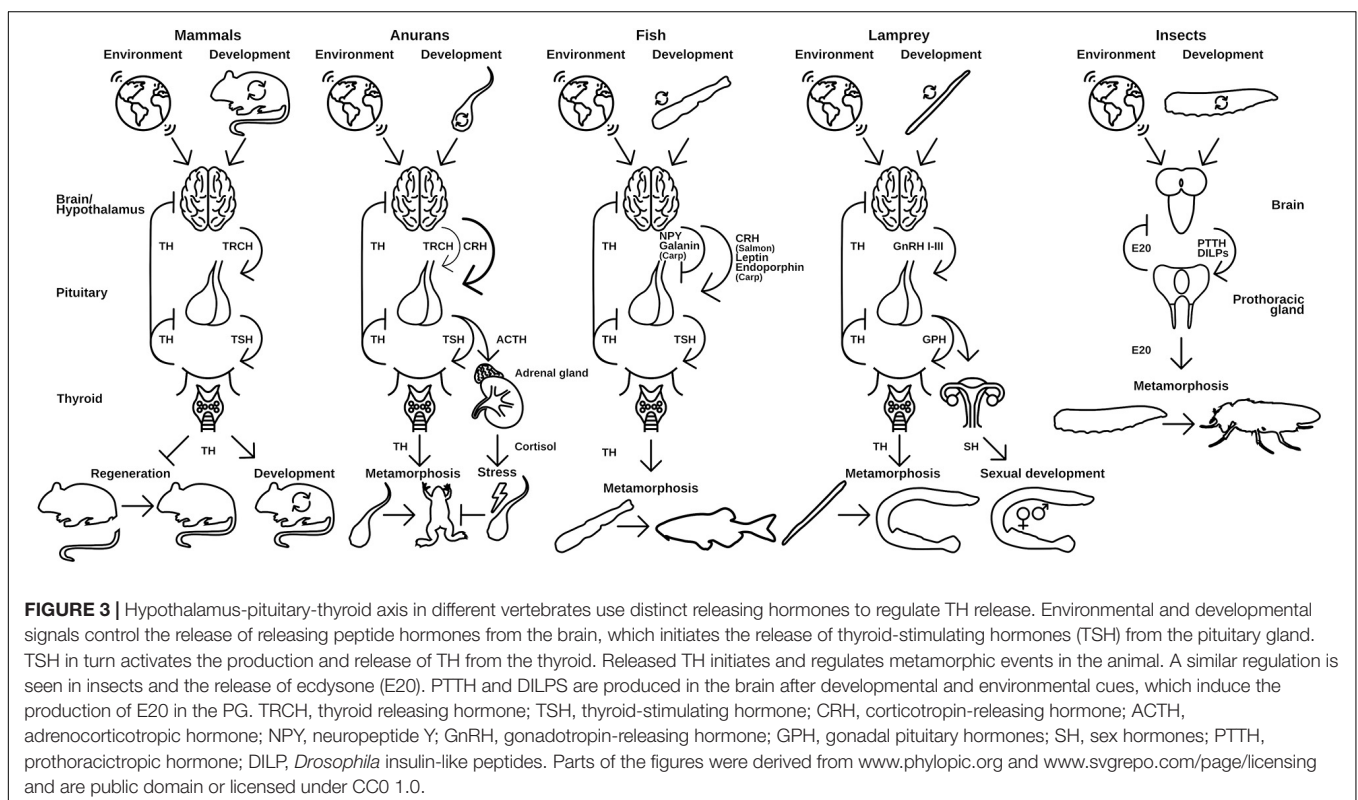 Mammals Anurans Fish Lamprey Insects
Environment Development Environment Development Environment Development Environment Development Environment Development
Brain/
Hypothalamus
Brain
TH TRCH TH TRCH CRH TH NPY
Galanin
(Carp)
CRH
(Salmon)
Leptin
Endoporphin
(Carp)
TH GnRH I-III E20 PTTH
DILPs
Pituitary
Prothoracic
gland
TH TSH TH TSH ACTH TH TSH TH GPH E20
Adrenal gland
Metamorphosis
Thyroid
TH TH Cortisol TH TH SH
Regeneration Development Metamorphosis Stress Metamorphosis Metamorphosis Sexual development
FIGURE 3 | Hypothalamus-pituitary-thyroid axis in different vertebrates use distinct releasing hormones to regulate TH release. Environmental and developmental
signals control the release of releasing peptide hormones from the brain, which initiates the release of thyroid-stimulating hormones (TSH) from the pituitary gland.
TSH in turn activates the production and release of TH from the thyroid. Released TH initiates and regulates metamorphic events in the animal. A similar regulation is
seen in insects and the release of ecdysone (E20). PTTH and DILPS are produced in the brain after developmental and environmental cues, which induce the
production of E20 in the PG. TRCH, thyroid releasing hormone; TSH, thyroid-stimulating hormone; CRH, corticotropin-releasing hormone; ACTH,
adrenocorticotropic hormone; NPY, neuropeptide Y; GnRH, gonadotropin-releasing hormone; GPH, gonadal pituitary hormones; SH, sex hormones; PTTH,
prothoracictropic hormone; DILP, Drosophila insulin-like peptides. Parts of the figures were derived from www.phylopic.org and www.svgrepo.com/page/licensing
and are public domain or licensed under CC0 1.0.